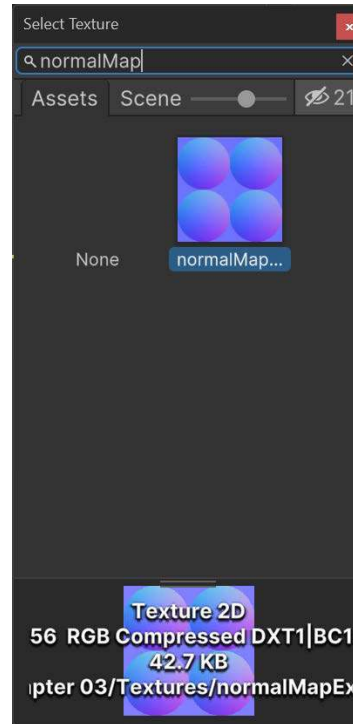 Select Texture
normalMap
Assets Scene 21
None normalMap...
Texture 2D
56 RGB Compressed DXT1|BC1
42.7 KB
pter 03/Textures/normalMapEx